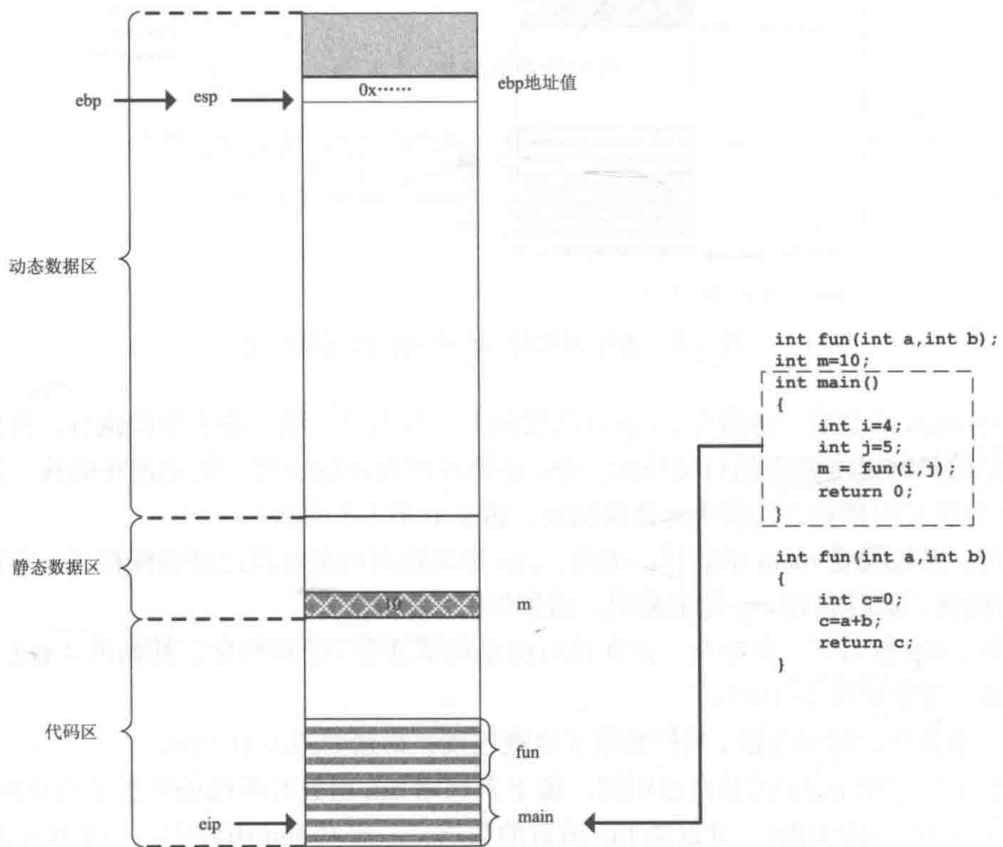 ebp地址值
0x······
ebp
esp
动态数据区
int fun(int a,int b);
int m=10;
int main()
{
int i=4;
int j=5;
m = fun(i,j);
return 0;
}
int fun(int a,int b)
{
int c=0;
c=a+b;
return c;
}
静态数据区
10
m
代码区
fun
eip
main